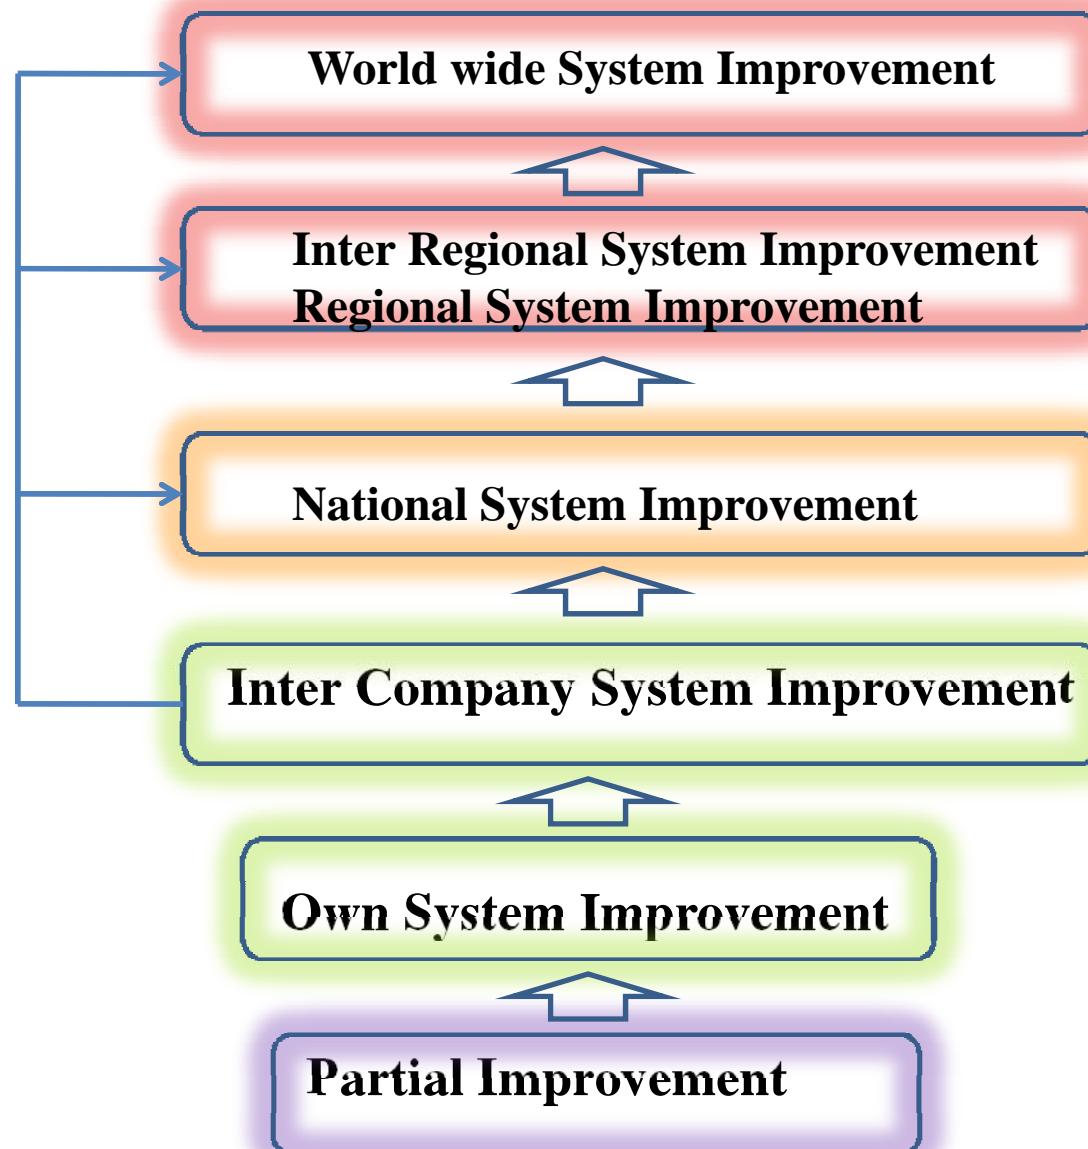 World wide System Improvement
Inter Regional System Improvement
Regional System Improvement
National System Improvement
Inter Company System Improvement
Own System Improvement
Partial Improvement